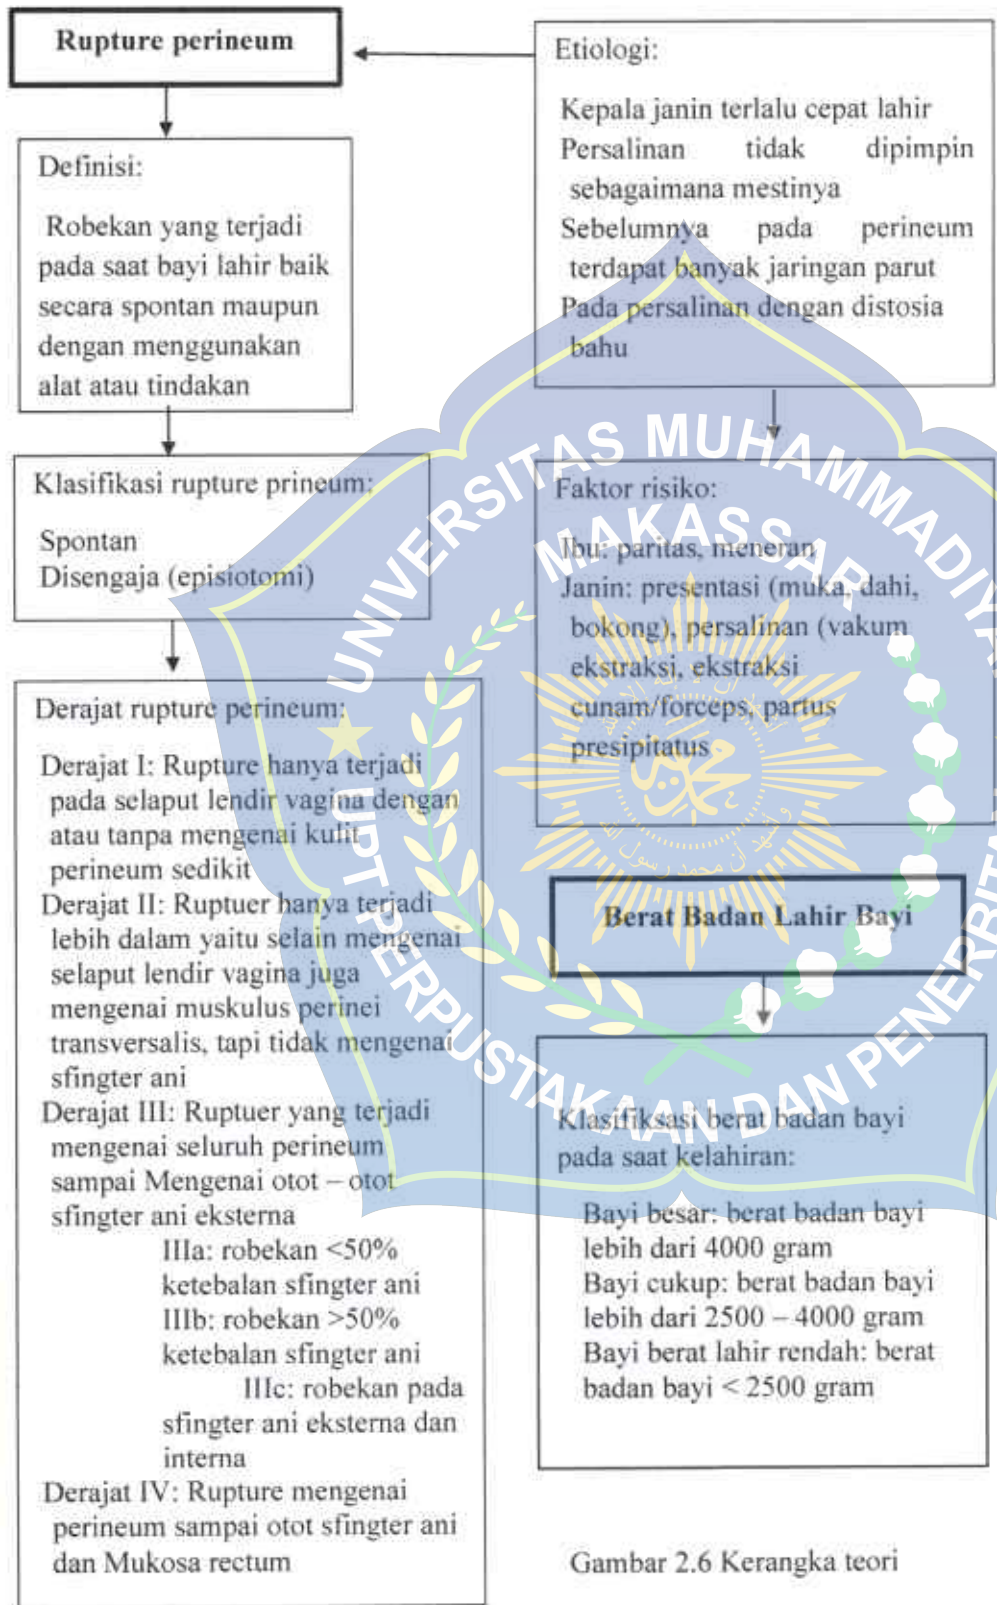 Rupture perineum
Definisi:
Robekan yang terjadi
pada saat bayi lahir baik
secara spontan maupun
dengan menggunakan
alat atau tindakan
Klasifikasi rupture prineum:
Spontan
Disengaja (episiotomi)
Derajat rupture perineum:
Derajat I: Rupture hanya terjadi
pada selaput lendir vagina dengan
atau tanpa mengenai kulit
perineum sedikit
Derajat II: Ruptuer hanya terjadi
lebih dalam yaitu selain mengenai
selaput lendir vagina juga
mengenai muskulus perinei
transversalis, tapi tidak mengenai
sfingter ani
Derajat III: Ruptuer yang terjadi
mengenai seluruh perineum
sampai Mengenai otot – otot
sfingter ani eksterna
IIIa: robekan <50%
ketebalan sfingter ani
IIIb: robekan >50%
ketebalan sfingter ani
IIIc: robekan pada
sfingter ani eksterna dan
interna
Derajat IV: Rupture mengenai
perineum sampai otot sfingter ani
dan Mukosa rectum
Etiologi:
Kepala janin terlalu cepat lahir
Persalinan tidak dipimpin
sebagaimana mestinya
Sebelumnya pada perineum
terdapat banyak jaringan parut
Pada persalinan dengan distosia
bahu
Faktor risiko:
Ibu: paritas, meneran
Janin: presentasi (muka, dahi,
bokong), persalinan (vakum
ekstraksi, ekstraksi
cunam/forceps, partus
presipitatus
Berat Badan Lahir Bayi
Klasifiksasi berat badan bayi
pada saat kelahiran:
Bayi besar: berat badan bayi
lebih dari 4000 gram
Bayi cukup: berat badan bayi
lebih dari 2500 – 4000 gram
Bayi berat lahir rendah: berat
badan bayi < 2500 gram
Gambar 2.6 Kerangka teori
UNIVERSITAS MUHAMMADIYA
MAKASSAR
UPT PERPUSTAKAAN DAN PENERBIT
محمد